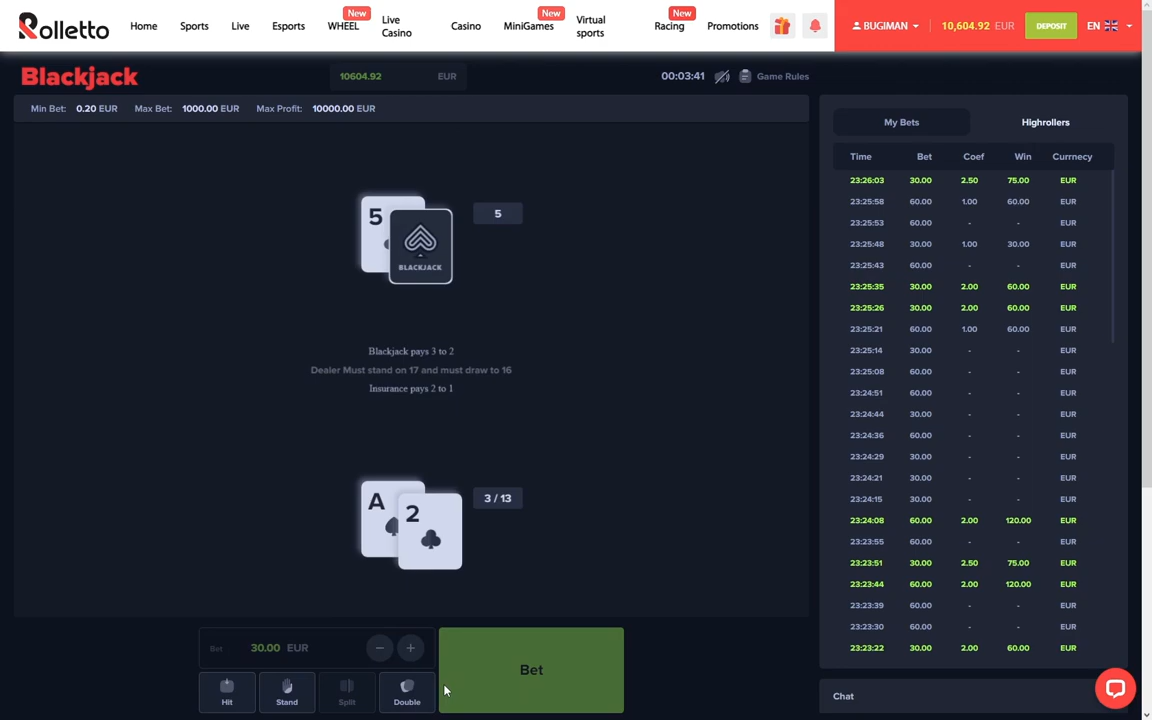 Rolletto
Home
Sports
Live
Esports
New
WHEEL
Live
Casino
Casino
New
MiniGames
Virtual
sports
New
Racing
Promotions
BUGIMAN
10,604.92 EUR
DEPOSIT
EN
Blackjack
10604.92 EUR
00:03:41
Game Rules
Min Bet: 0.20 EUR Max Bet: 1000.00 EUR Max Profit: 10000.00 EUR
5
BLACKJACK
5
Blackjack pays 3 to 2
Dealer Must stand on 17 and must draw to 16
Insurance pays 2 to 1
A
2
3 / 13
Bet 30.00 EUR
Hit
Stand
Split
Double
Bet
My Bets
Highrollers
Time Bet Coef Win Currnecy
23:26:03 30.00 2.50 75.00 EUR
23:25:58 60.00 1.00 60.00 EUR
23:25:53 60.00 - - EUR
23:25:48 30.00 1.00 30.00 EUR
23:25:43 60.00 - - EUR
23:25:35 30.00 2.00 60.00 EUR
23:25:26 30.00 2.00 60.00 EUR
23:25:21 60.00 1.00 60.00 EUR
23:25:14 30.00 - - EUR
23:25:08 60.00 - - EUR
23:24:51 60.00 - - EUR
23:24:44 30.00 - - EUR
23:24:36 60.00 - - EUR
23:24:29 30.00 - - EUR
23:24:21 30.00 - - EUR
23:24:15 30.00 - - EUR
23:24:08 60.00 2.00 120.00 EUR
23:23:55 60.00 - - EUR
23:23:51 30.00 2.50 75.00 EUR
23:23:44 60.00 2.00 120.00 EUR
23:23:39 60.00 - - EUR
23:23:30 60.00 - - EUR
23:23:22 30.00 2.00 60.00 EUR
Chat